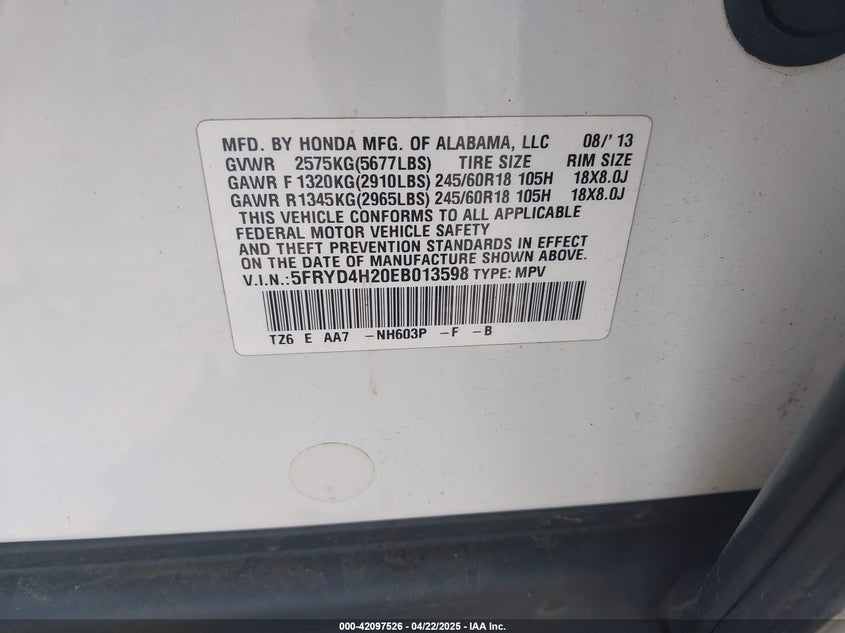 MFD. BY HONDA MFG. OF ALABAMA, LLC 08/'13
GVWR 2575KG(5677LBS) TIRE SIZE RIM SIZE
GAWR F 1320KG(2910LBS) 245/60R18 105H 18X8.0J
GAWR R1345KG(2965LBS) 245/60R18 105H 18X8.0J
THIS VEHICLE CONFORMS TO ALL APPLICABLE
FEDERAL MOTOR VEHICLE SAFETY
AND THEFT PREVENTION STANDARDS IN EFFECT
ON THE DATE OF MANUFACTURE SHOWN ABOVE.
V.I.N.:5FRYD4H20EB013598 TYPE: MPV
TZ6 E AA7 -NH603P -F -B
000-42097526 - 04/22/2025 - IAA Inc.